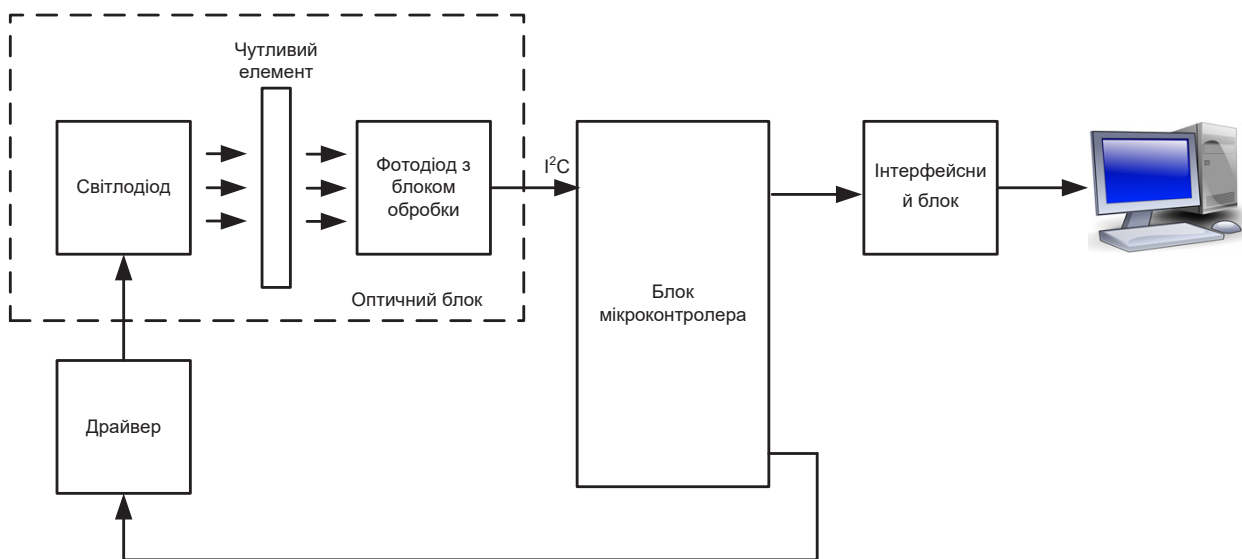 Чутливий
елемент
Світлодіод
Фотодіод з
блоком
обробки
I²C
Інтерфейсни
й блок
Оптичний блок
Блок
мікроконтролера
Драйвер